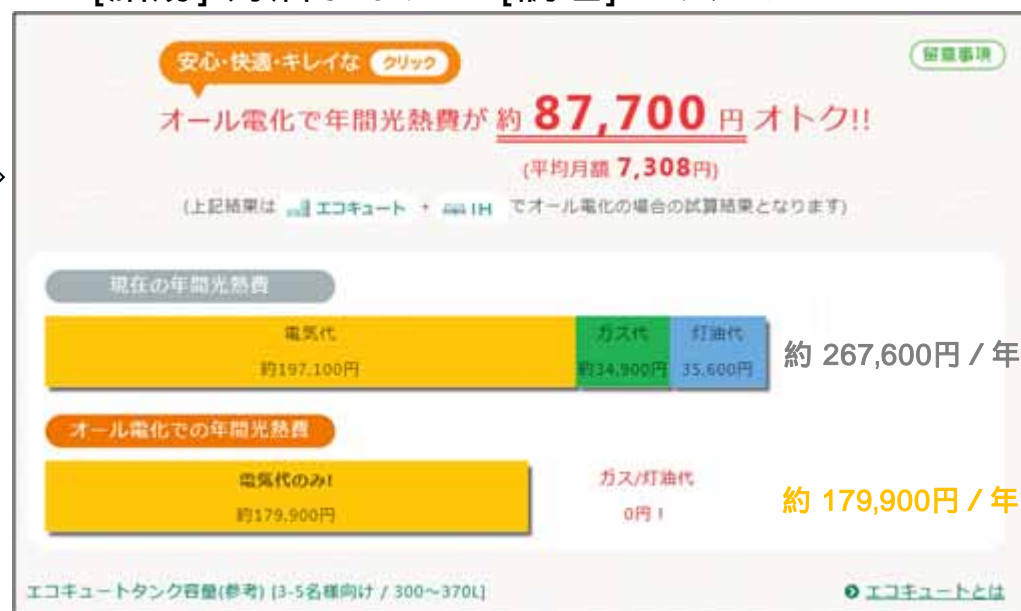 安心・快適・キレイな クリック
留意事項
オール電化で年間光熱費が 約 87,700 円 オトク!!
(平均月額 7,308円)
(上記結果は エコキュート + IH でオール電化の場合の試算結果となります)
現在の年間光熱費
電気代 ガス代 灯油代
約197,100円 約34,900円 35,600円
約 267,600円 / 年
オール電化での年間光熱費
電気代のみ! ガス/灯油代
約179,900円 0円！
約 179,900円 / 年
エコキュートタンク容量(参考) [3-5名様向け / 300～370L]
エコキュートとは